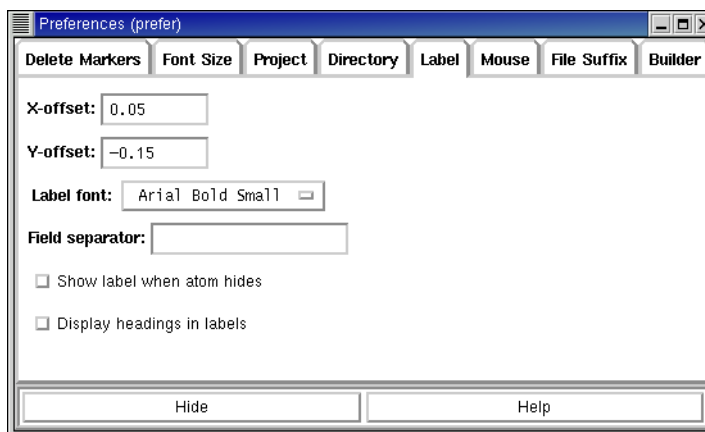 Preferences (prefer)
Delete Markers Font Size Project Directory Label Mouse File Suffix Builder
X-offset: 0.05
Y-offset: -0.15
Label font: Arial Bold Small
Field separator:
Show label when atom hides
Display headings in labels
Hide Help